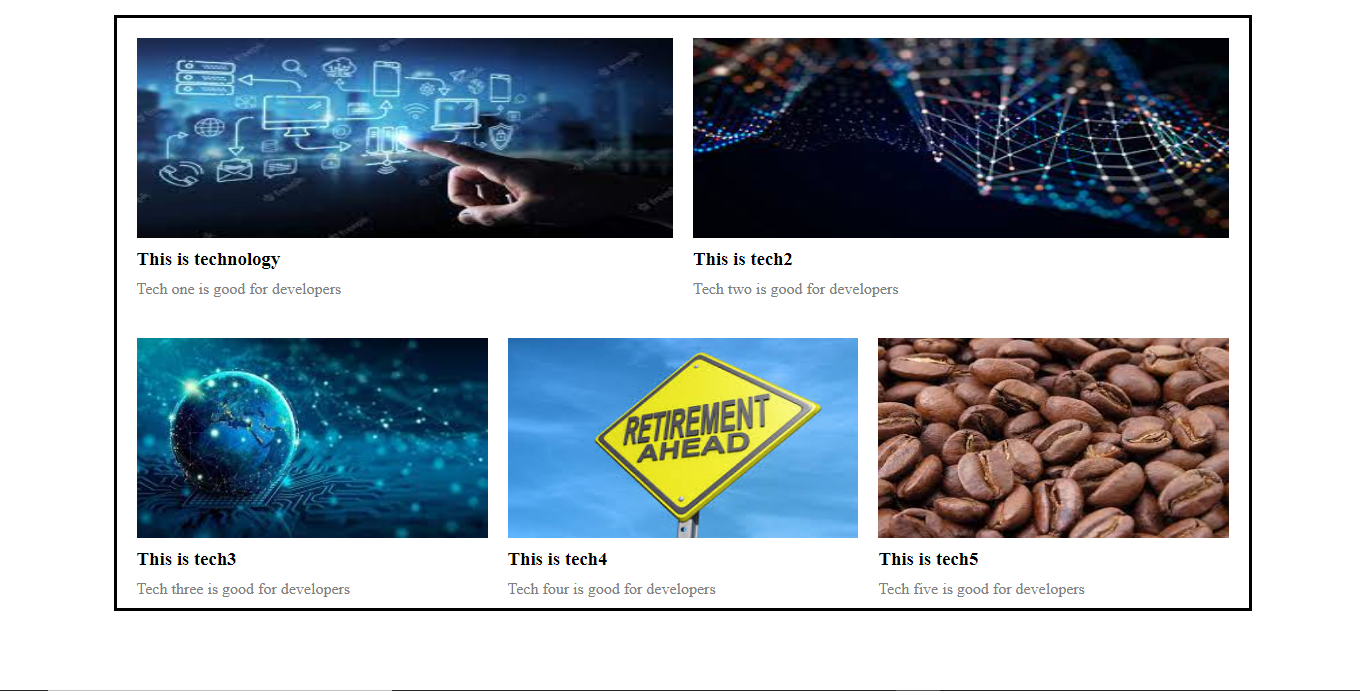 This is technology
This is tech2
Tech one is good for developers
Tech two is good for developers
RETIREMENT
AHEAD
This is tech3
This is tech4
This is tech5
Tech three is good for developers
Tech four is good for developers
Tech five is good for developers